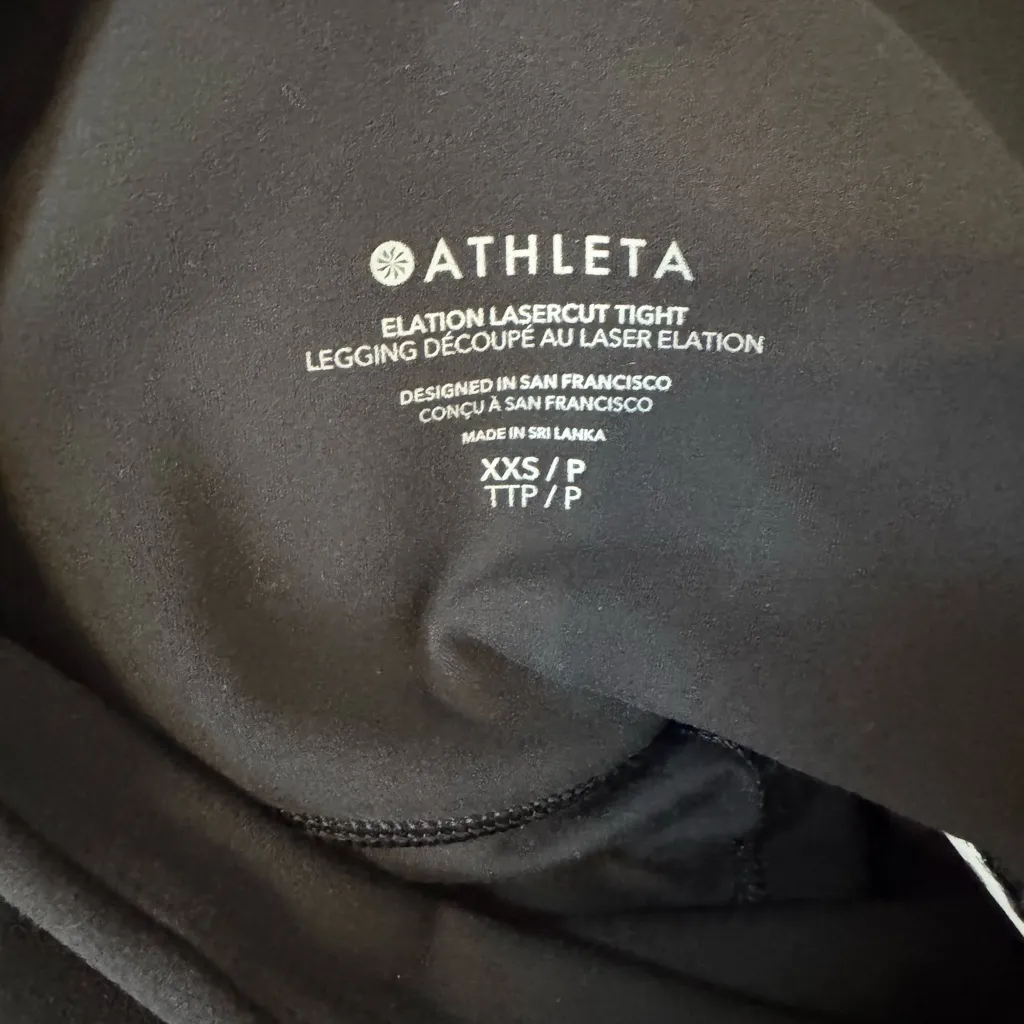 ATHLETA
ELATION LASERCUT TIGHT
LEGGING DÉCOUPÉ AU LASER ELATION
DESIGNED IN SAN FRANCISCO
CONÇU À SAN FRANCISCO
MADE IN SRI LANKA
XXS / P
TTP / P